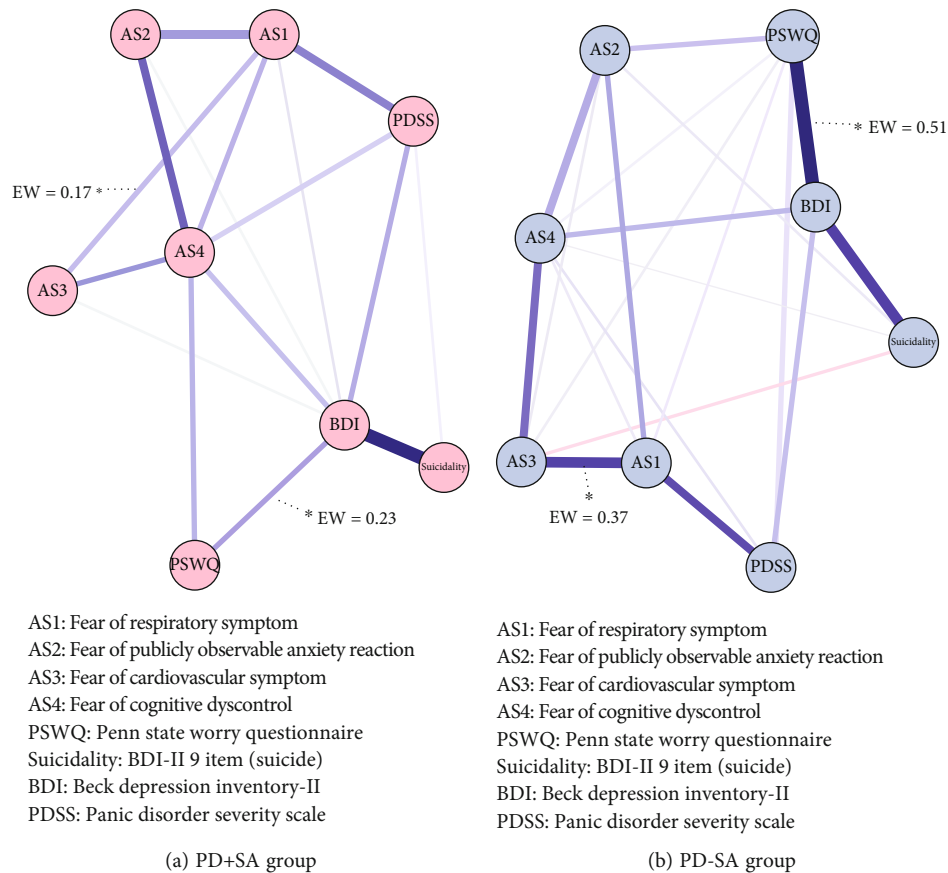 AS2
AS1
PDSS
EW = 0.17 *
AS4
AS3
BDI
Suicidality
* EW = 0.23
PSWQ
AS1: Fear of respiratory symptom
AS2: Fear of publicly observable anxiety reaction
AS3: Fear of cardiovascular symptom
AS4: Fear of cognitive dyscontrol
PSWQ: Penn state worry questionnaire
Suicidality: BDI-II 9 item (suicide)
BDI: Beck depression inventory-II
PDSS: Panic disorder severity scale
(a) PD+SA group
PSWQ
AS2
* EW = 0.51
BDI
AS4
Suicidality
AS3
AS1
*
EW = 0.37
PDSS
AS1: Fear of respiratory symptom
AS2: Fear of publicly observable anxiety reaction
AS3: Fear of cardiovascular symptom
AS4: Fear of cognitive dyscontrol
PSWQ: Penn state worry questionnaire
Suicidality: BDI-II 9 item (suicide)
BDI: Beck depression inventory-II
PDSS: Panic disorder severity scale
(b) PD-SA group